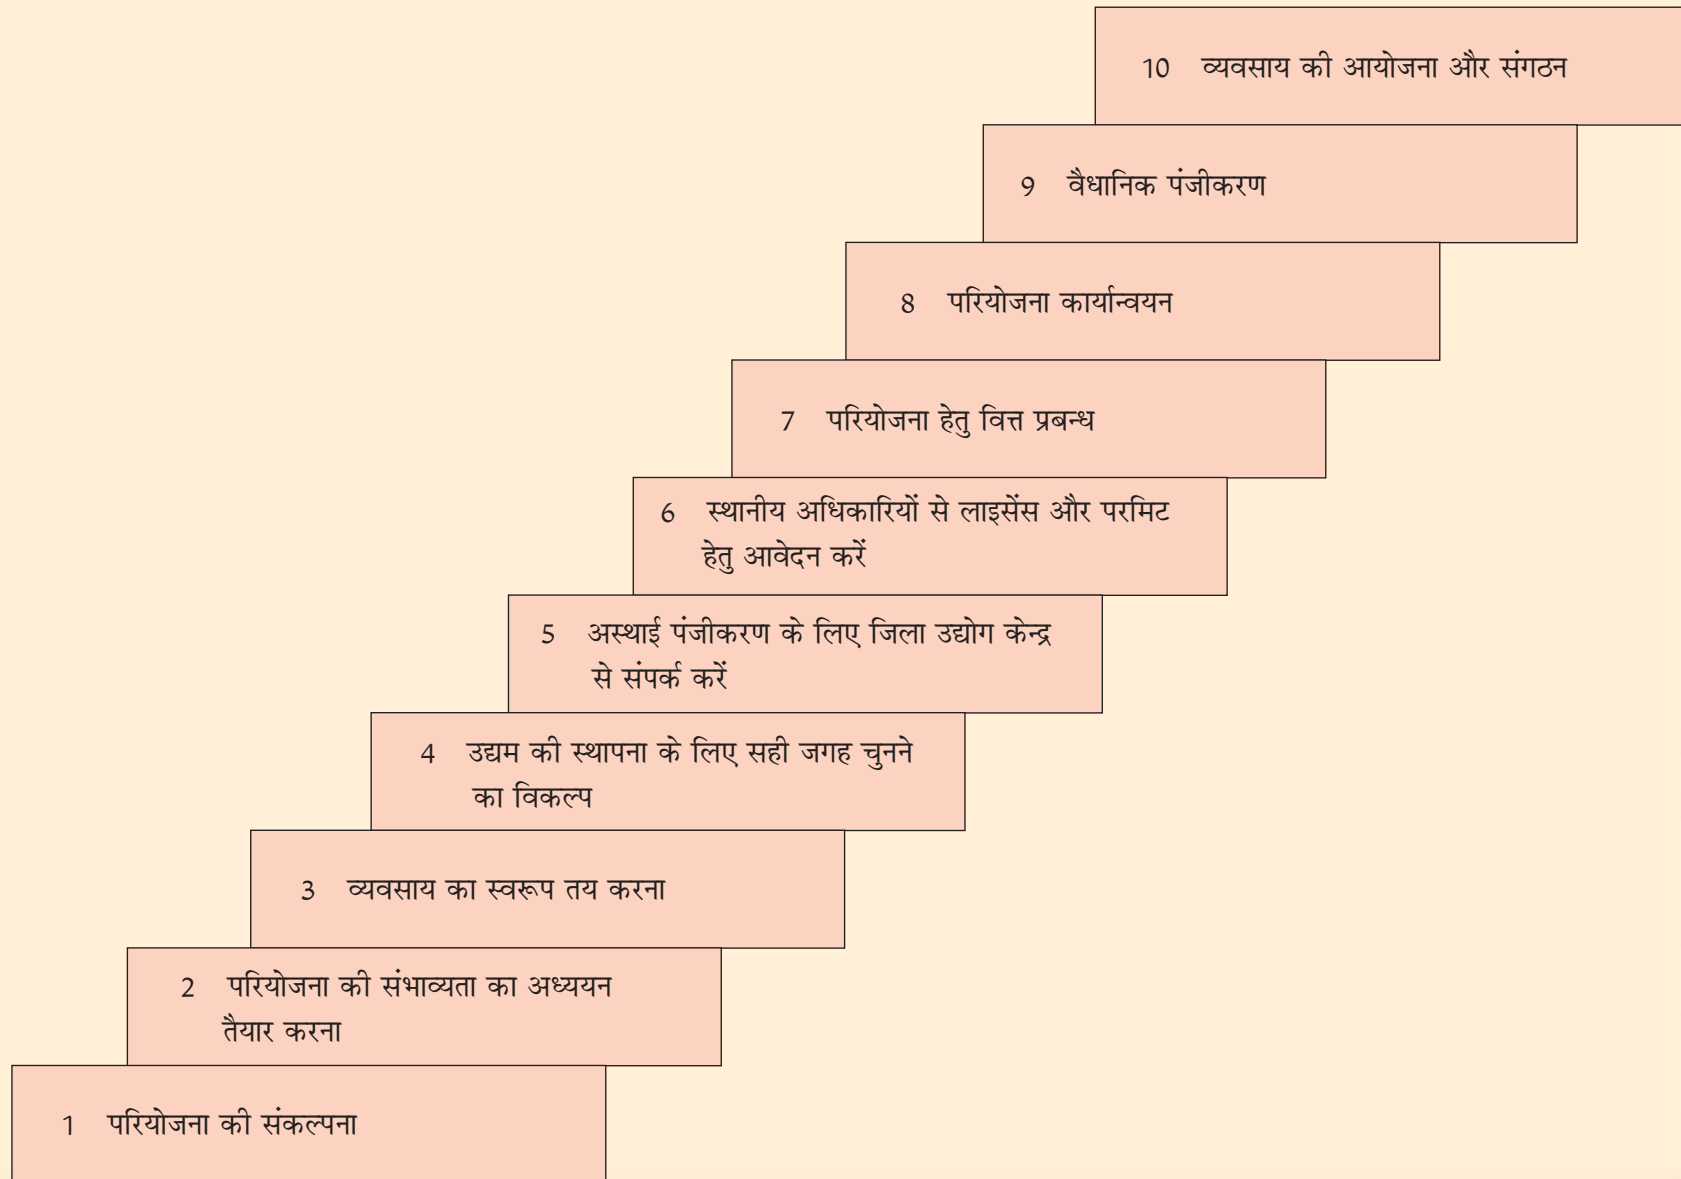 10 व्यवसाय की आयोजना और संगठन
9 वैधानिक पंजीकरण
8 परियोजना कार्यान्वयन
7 परियोजना हेतु वित्त प्रबन्ध
6 स्थानीय अधिकारियों से लाइसेंस और परमिट
हेतु आवेदन करें
5 अस्थाई पंजीकरण के लिए जिला उद्योग केन्द्र
से संपर्क करें
4 उद्यम की स्थापना के लिए सही जगह चुनने
का विकल्प
3 व्यवसाय का स्वरूप तय करना
2 परियोजना की संभाव्यता का अध्ययन
तैयार करना
1 परियोजना की संकल्पना